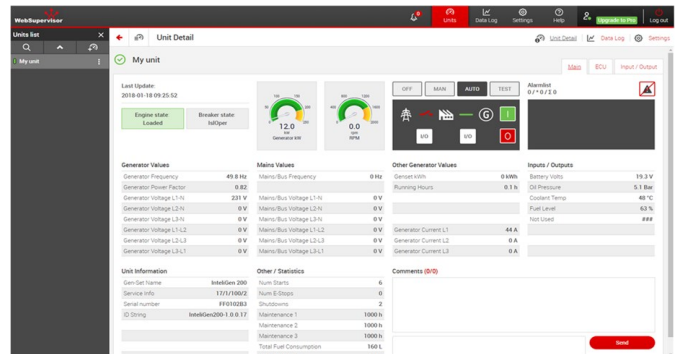 WebSupervisor
Units
Data Log
Settings
Help
Upgrade to Pro
Log out
Units list
Unit Detail
Unit Detail
Data Log
Settings
My unit
My unit
Main
ECU
Input / Output
Last Update:
2018-01-18 09:25:52
Engine state
Loaded
Breaker state
IslOper
12.0
Generator kW
0.0
rpm
RPM
OFF
MAN
AUTO
TEST
G
I
I/O
I/O
O
Alarmlist
0 / * 0 / Σ 0
Generator Values
Generator Frequency 49.8 Hz
Generator Power Factor 0.82
Generator Voltage L1-N 231 V
Generator Voltage L2-N 0 V
Generator Voltage L3-N 0 V
Generator Voltage L1-L2 0 V
Generator Voltage L2-L3 0 V
Generator Voltage L3-L1 0 V
Mains Values
Mains/Bus Frequency 0 Hz
Mains/Bus Voltage L1-N 0 V
Mains/Bus Voltage L2-N 0 V
Mains/Bus Voltage L3-N 0 V
Mains/Bus Voltage L1-L2 0 V
Mains/Bus Voltage L2-L3 0 V
Mains/Bus Voltage L3-L1 0 V
Other Generator Values
Genset kWh 0 kWh
Running Hours 0.1 h
Generator Current L1 44 A
Generator Current L2 0 A
Generator Current L3 0 A
Inputs / Outputs
Battery Volts 19.3 V
Oil Pressure 5.1 Bar
Coolant Temp 48 °C
Fuel Level 63 %
Not Used ###
Unit Information
Gen-Set Name InteliGen 200
Service Info 17/1/100/2
Serial number FF0102B3
ID String InteliGen200-1.0.0.17
Other / Statistics
Num Starts 6
Num E-Stops 0
Shutdowns 2
Maintenance 1 1000 h
Maintenance 2 1000 h
Maintenance 3 1000 h
Total Fuel Consumption 160 L
Comments (0/0)
Send